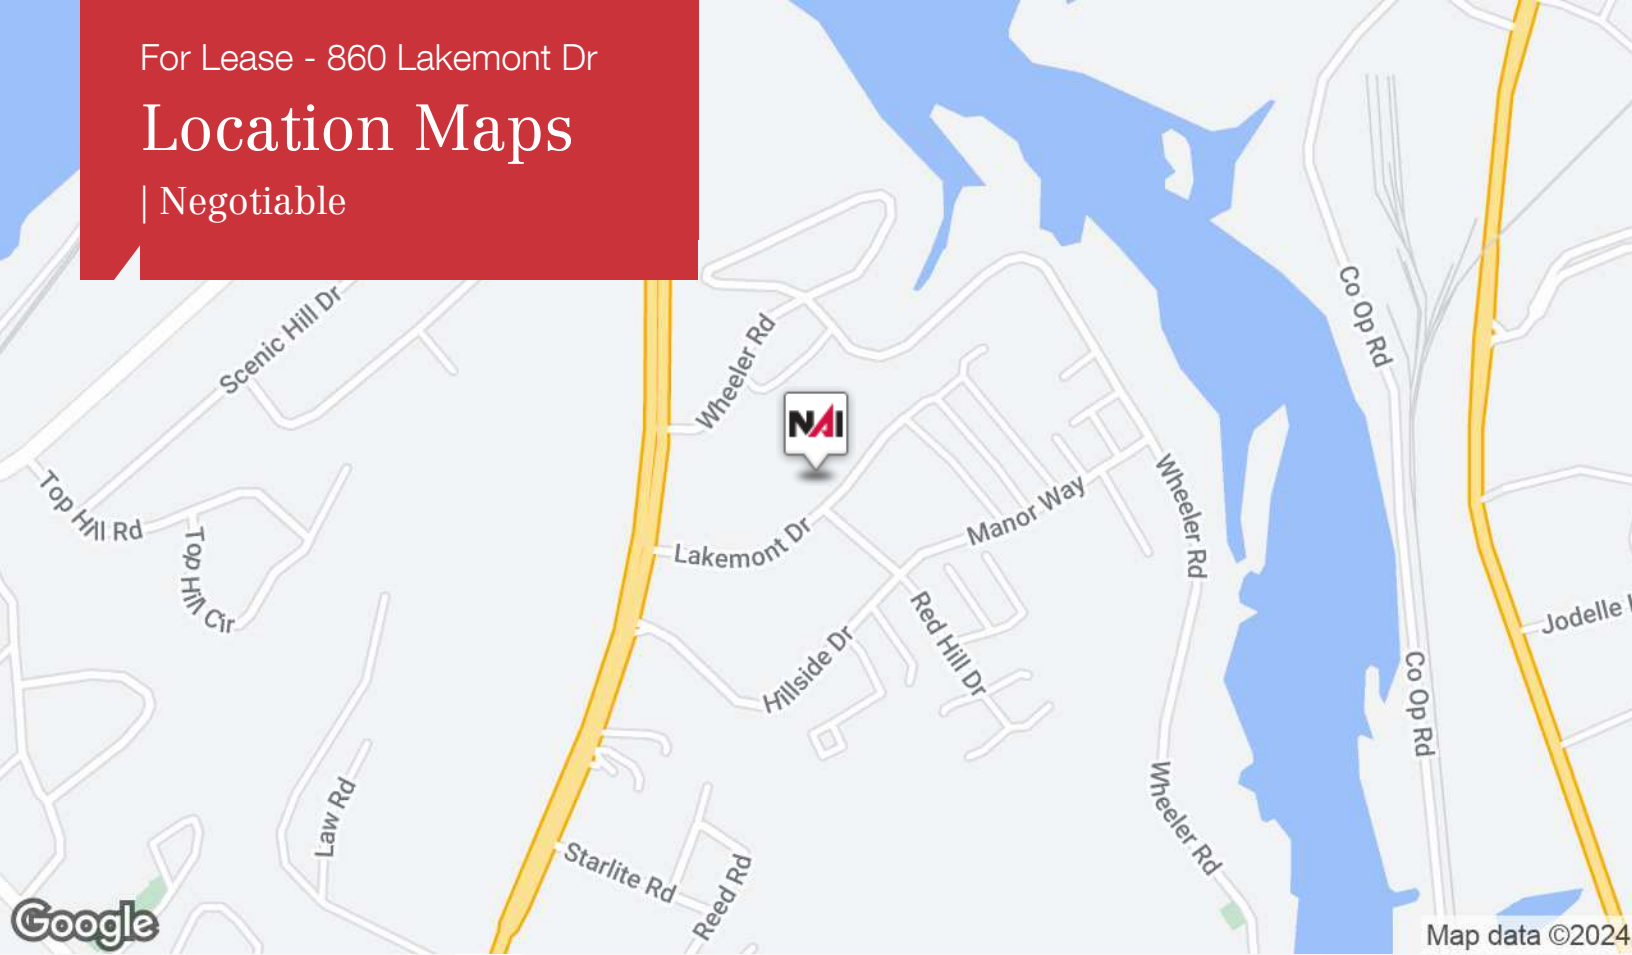 For Lease - 860 Lakemont Dr
Location Maps
| Negotiable
Scenic Hill Dr
Wheeler Rd
Co Op Rd
NAI
Top Hill Rd
Top Hill Cir
Lakemont Dr
Manor Way
Wheeler Rd
Hillside Dr
Red Hill Dr
Jodelle
Co Op Rd
Law Rd
Wheeler Rd
Starlite Rd
Reed Rd
Google
Map data ©2024